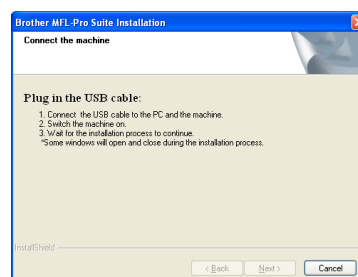 Brother MFL-Pro Suite Installation
Connect the machine
Plug in the USB cable:
1. Connect the USB cable to the PC and the machine.
2. Switch the machine on.
3. Wait for the installation process to continue.
*Some windows will open and close during the installation process.
InstallShield
< Back
Next >
Cancel